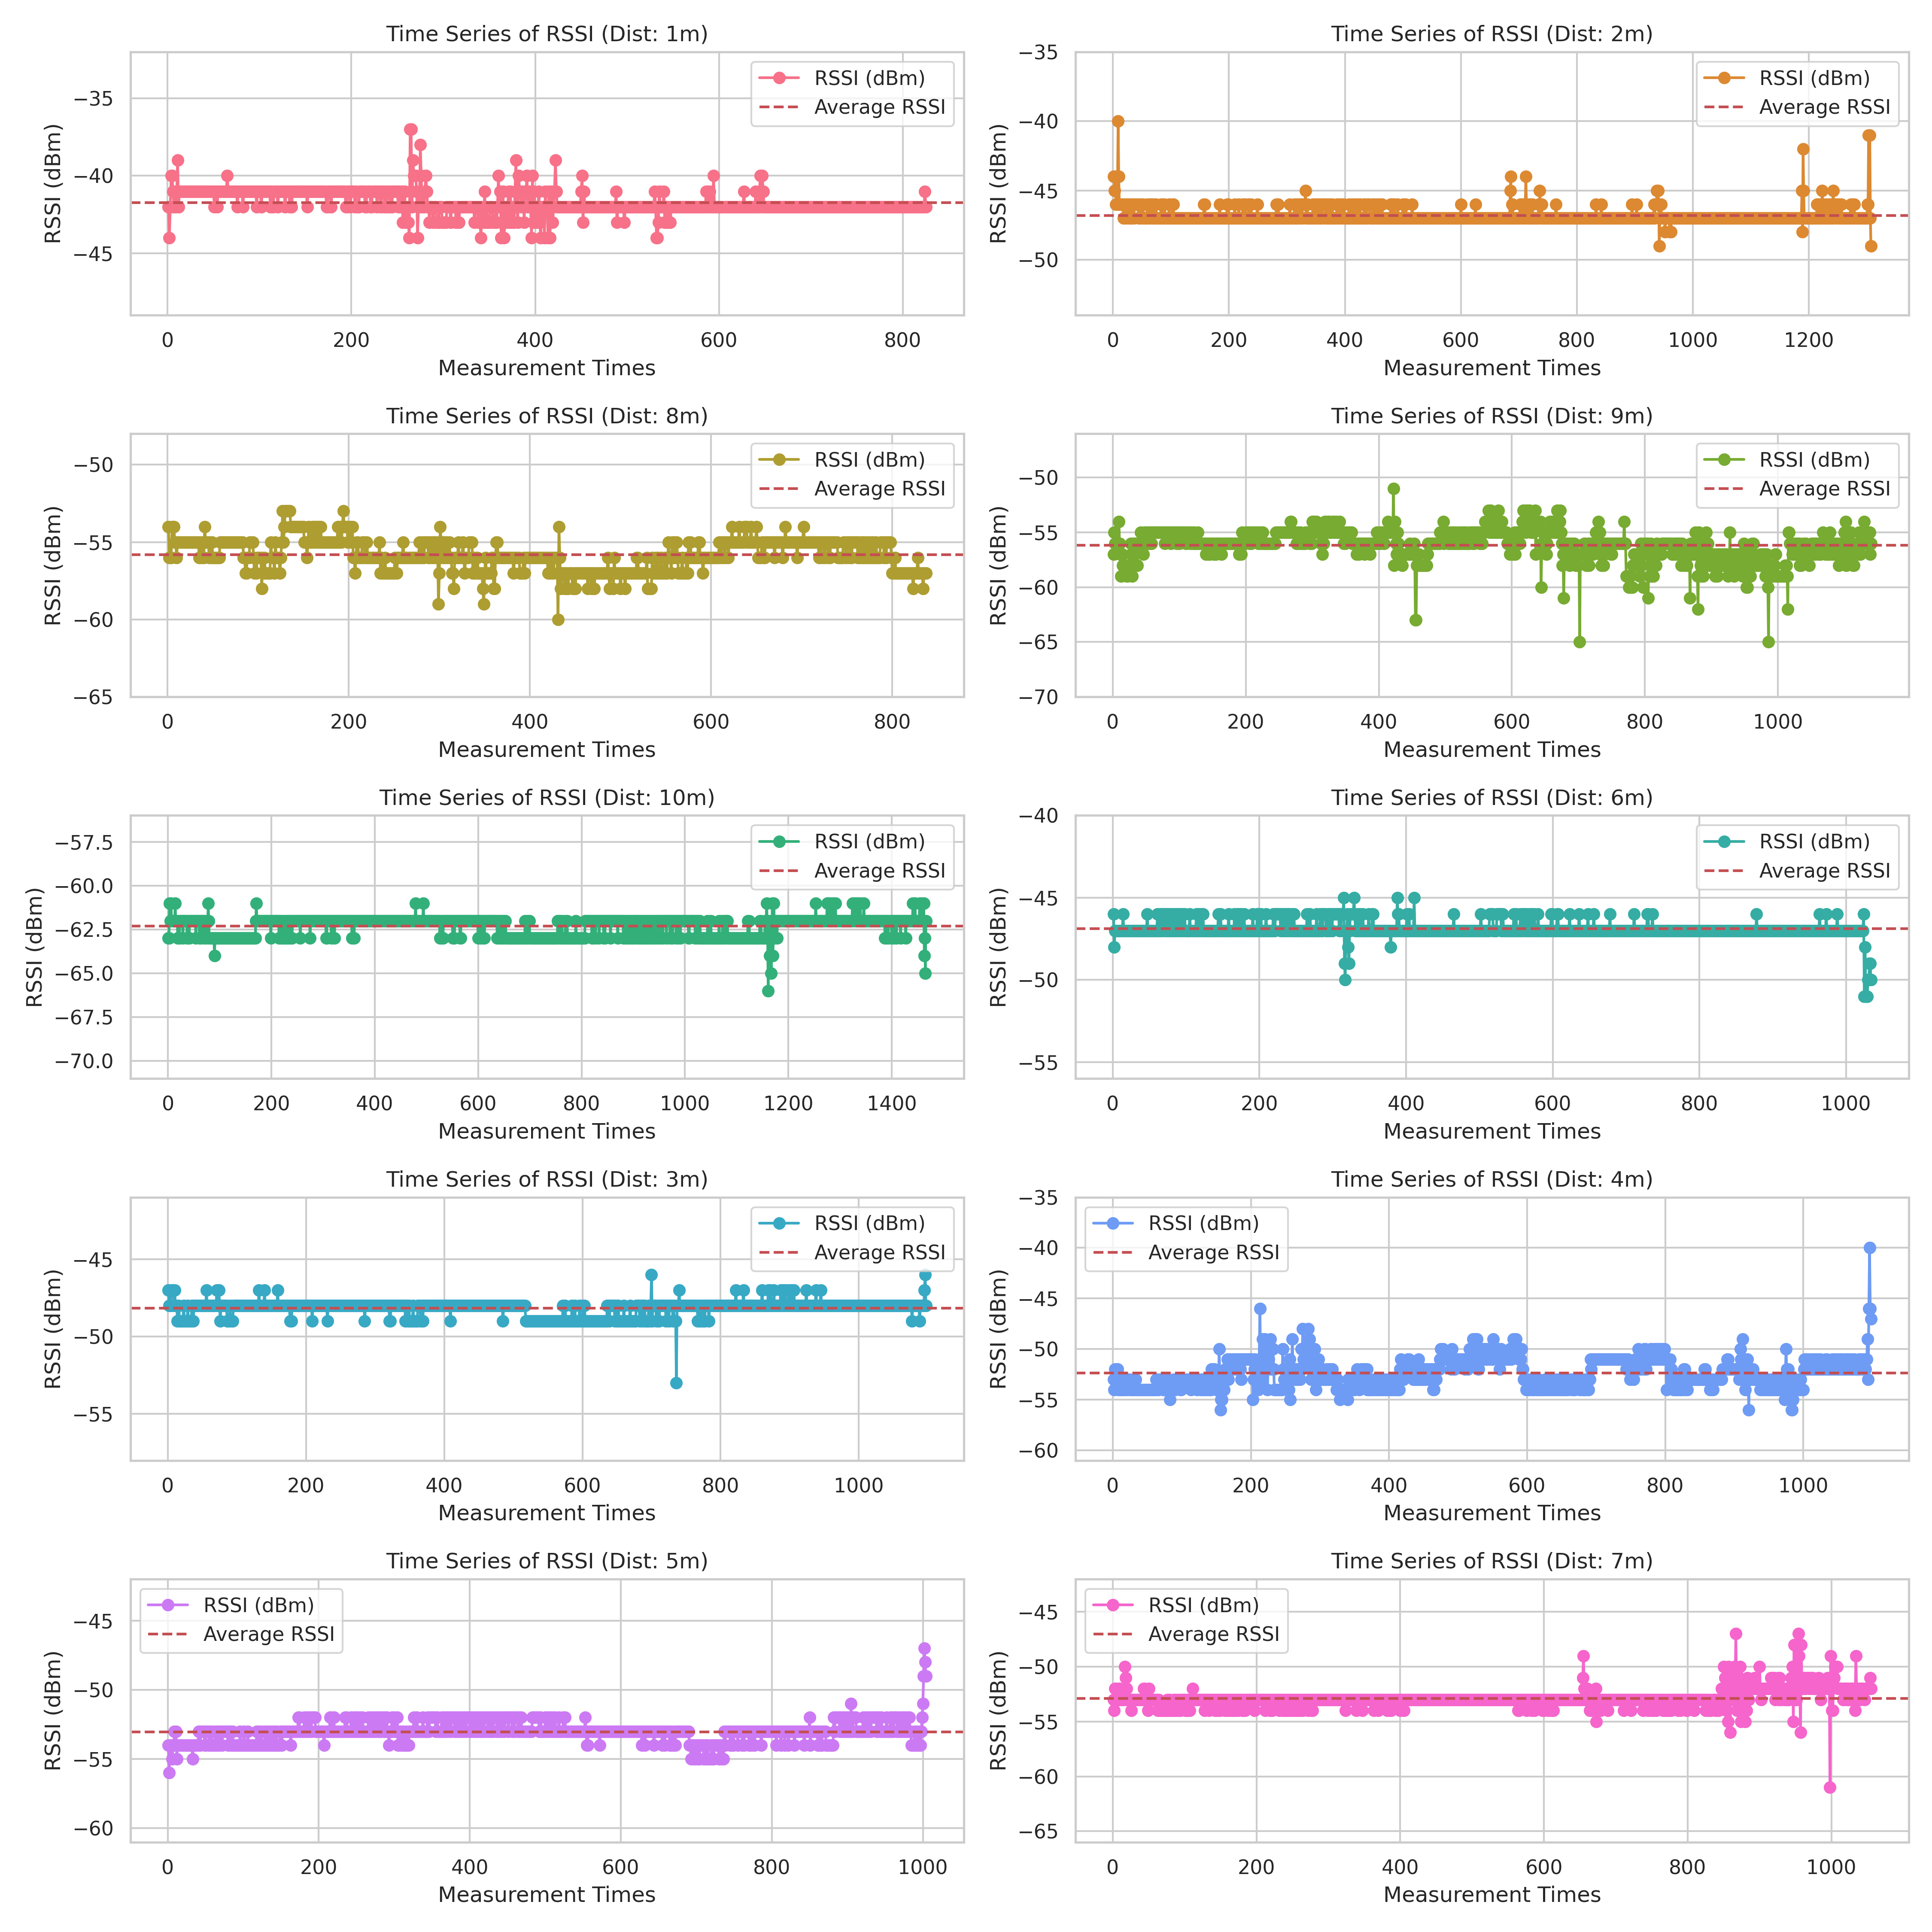 Time Series of RSSI (Dist: 1m)
RSSI (dBm)
−35
−40
−45
RSSI (dBm)
Average RSSI
0 200 400 600 800
Measurement Times
Time Series of RSSI (Dist: 2m)
RSSI (dBm)
−35
−40
−45
−50
RSSI (dBm)
Average RSSI
0 200 400 600 800 1000 1200
Measurement Times
Time Series of RSSI (Dist: 8m)
RSSI (dBm)
−50
−55
−60
−65
RSSI (dBm)
Average RSSI
0 200 400 600 800
Measurement Times
Time Series of RSSI (Dist: 9m)
RSSI (dBm)
−50
−55
−60
−65
−70
RSSI (dBm)
Average RSSI
0 200 400 600 800 1000
Measurement Times
Time Series of RSSI (Dist: 10m)
RSSI (dBm)
−57.5
−60.0
−62.5
−65.0
−67.5
−70.0
RSSI (dBm)
Average RSSI
0 200 400 600 800 1000 1200 1400
Measurement Times
Time Series of RSSI (Dist: 6m)
RSSI (dBm)
−40
−45
−50
−55
RSSI (dBm)
Average RSSI
0 200 400 600 800 1000
Measurement Times
Time Series of RSSI (Dist: 3m)
RSSI (dBm)
−45
−50
−55
RSSI (dBm)
Average RSSI
0 200 400 600 800 1000
Measurement Times
Time Series of RSSI (Dist: 4m)
RSSI (dBm)
−35
−40
−45
−50
−55
−60
RSSI (dBm)
Average RSSI
0 200 400 600 800 1000
Measurement Times
Time Series of RSSI (Dist: 5m)
RSSI (dBm)
−45
−50
−55
−60
RSSI (dBm)
Average RSSI
0 200 400 600 800 1000
Measurement Times
Time Series of RSSI (Dist: 7m)
RSSI (dBm)
−45
−50
−55
−60
−65
RSSI (dBm)
Average RSSI
0 200 400 600 800 1000
Measurement Times